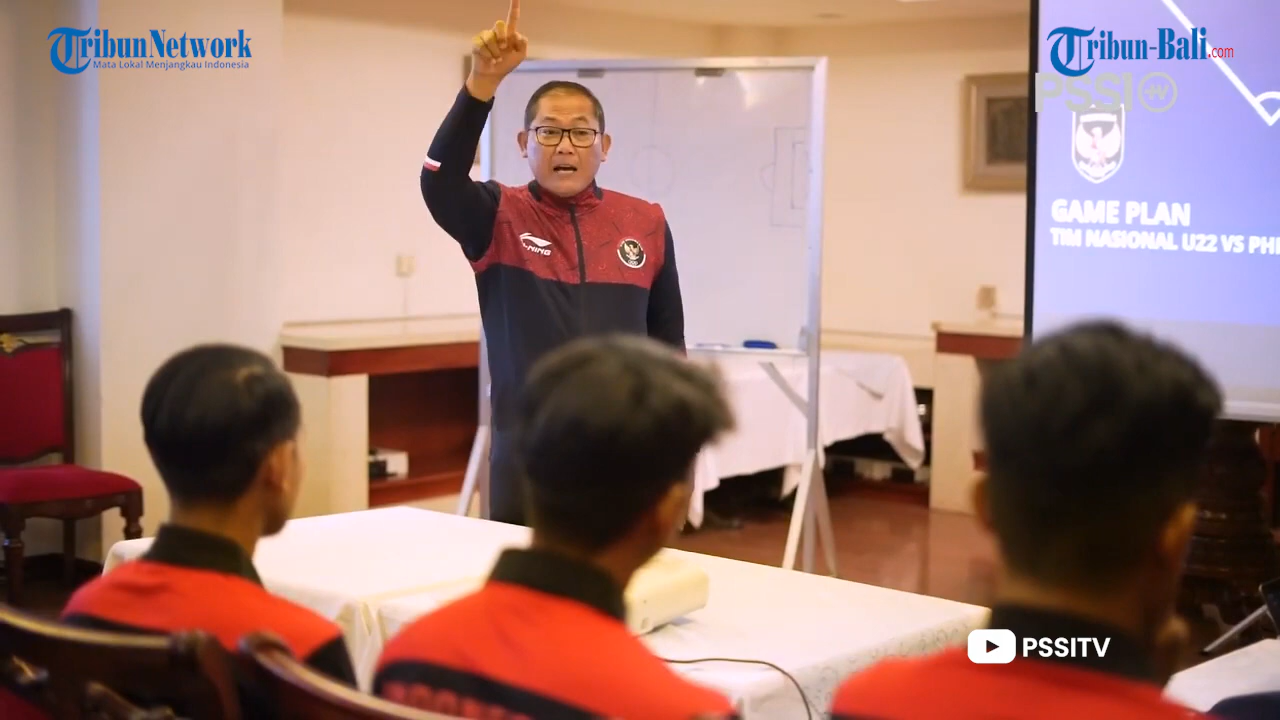 TribunNetwork
Mata Lokal Menjangkau Indonesia
Tribun-Bali.com
PSSI tv
GAME PLAN
TIM NASIONAL U22 VS PHI
LI-NING
PSSITV